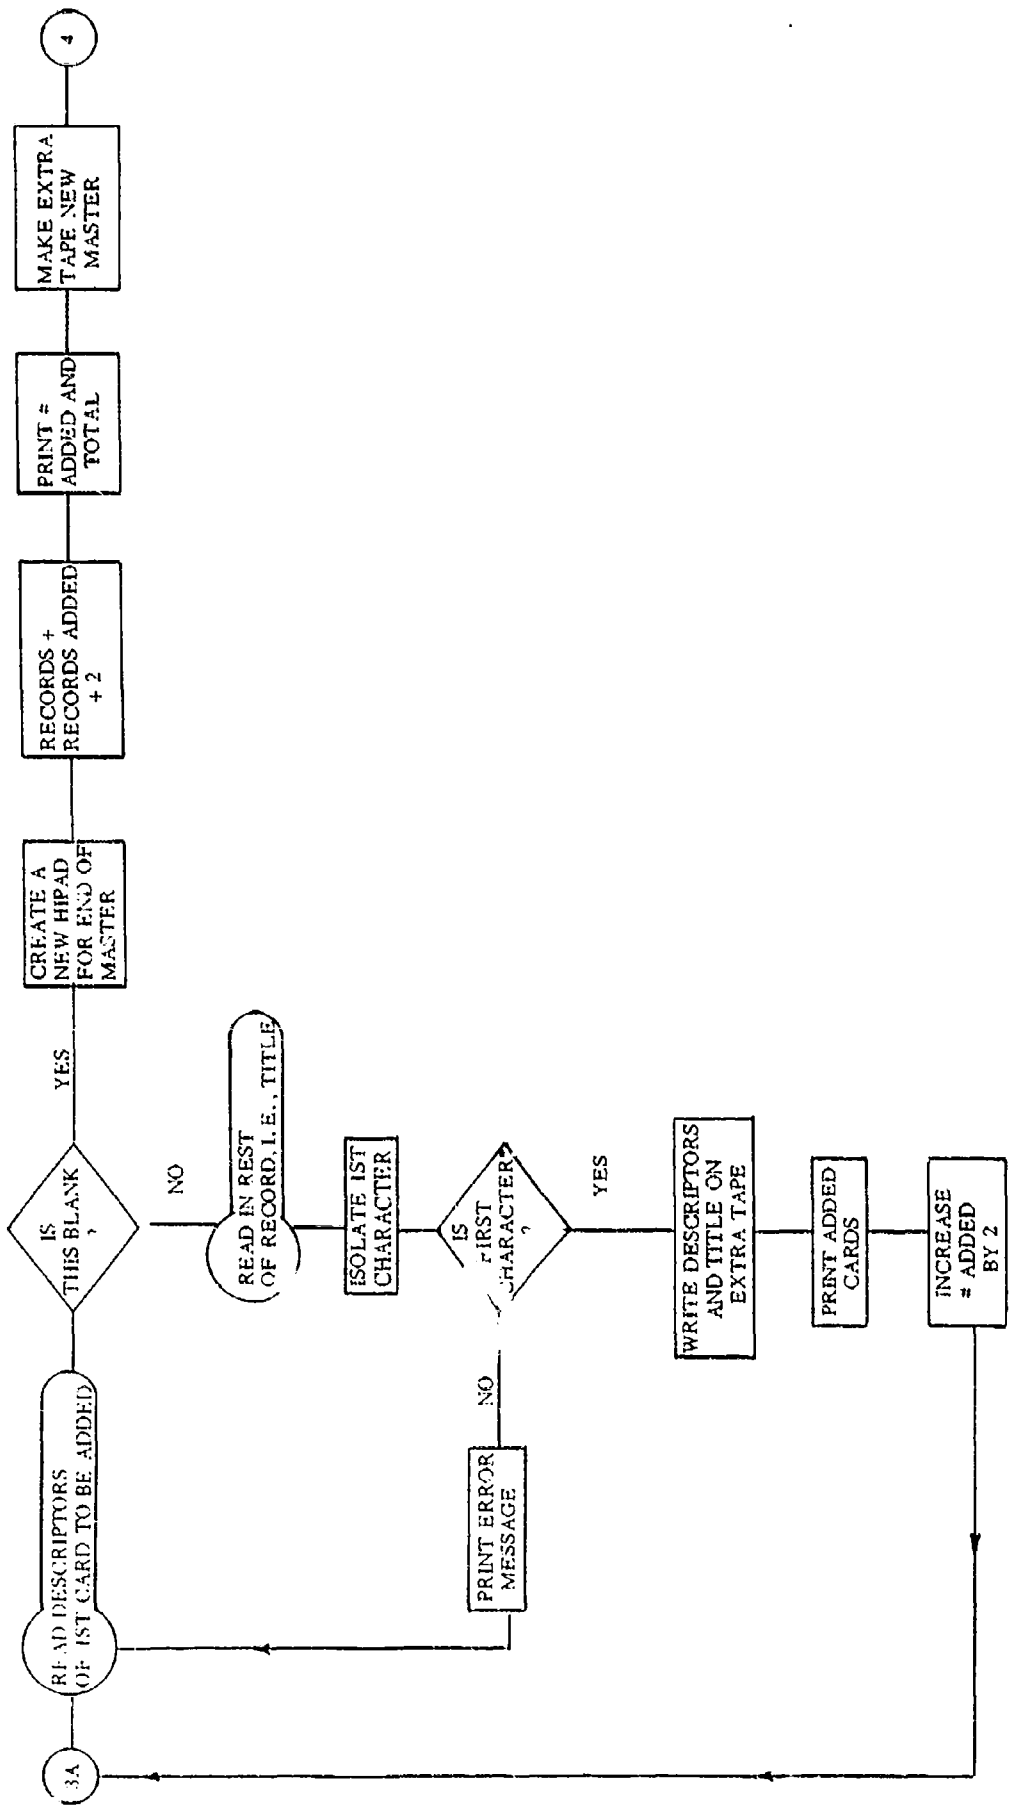 3A
READ DESCRIPTORS
OF 1ST CARD TO BE ADDED
IS
THIS BLANK
?
YES
CREATE A
NEW HIPAD
FOR END OF
MASTER
RECORDS +
RECORDS ADDED
+ 2
PRINT #
ADDED AND
TOTAL
MAKE EXTRA
TAPE NEW
MASTER
4
NO
READ IN REST
OF RECORD, I.E., TITLE
ISOLATE 1ST
CHARACTER
IS
FIRST
CHARACTER*
?
NO
PRINT ERROR
MESSAGE
YES
WRITE DESCRIPTORS
AND TITLE ON
EXTRA TAPE
PRINT ADDED
CARDS
INCREASE
# ADDED
BY 2